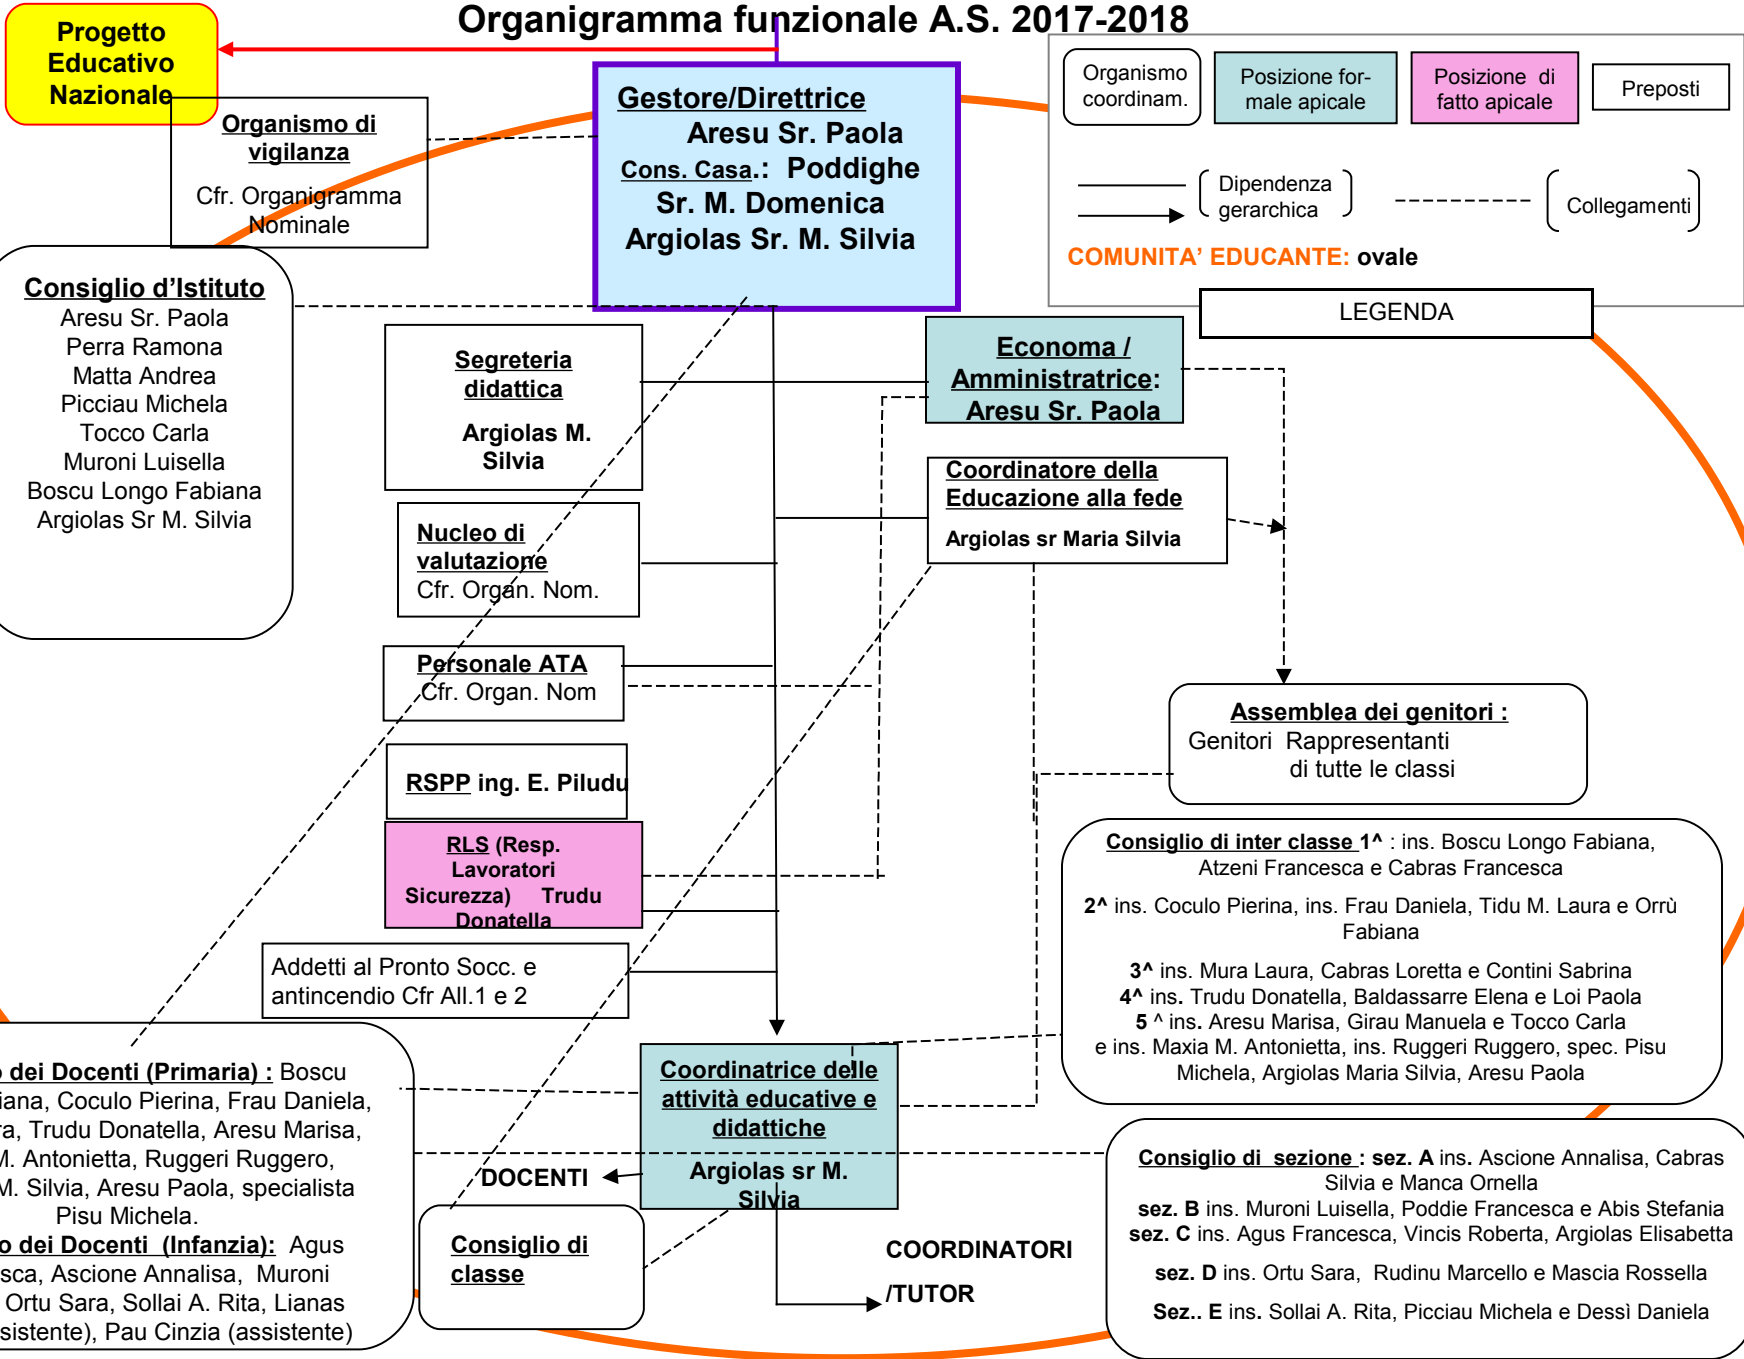 Organigramma funzionale A.S. 2017-2018
Progetto
Educativo
Nazionale
Organismo di
vigilanza
Cfr. Organigramma
Nominale
Gestore/Direttrice
Aresu Sr. Paola
Cons. Casa.: Poddighe
Sr. M. Domenica
Argiolas Sr. M. Silvia
Organismo
coordinam.
Posizione for-
male apicale
Posizione di
fatto apicale
Preposti
Dipendenza
gerarchica
Collegamenti
COMUNITA' EDUCANTE: ovale
LEGENDA
Consiglio d'Istituto
Aresu Sr. Paola
Perra Ramona
Matta Andrea
Picciau Michela
Tocco Carla
Muroni Luisella
Boscu Longo Fabiana
Argiolas Sr M. Silvia
Segreteria
didattica
Argiolas M.
Silvia
Economa /
Amministratrice:
Aresu Sr. Paola
Coordinatore della
Educazione alla fede
Argiolas sr Maria Silvia
Nucleo di
valutazione
Cfr. Organ. Nom.
Personale ATA
Cfr. Organ. Nom
RSPP ing. E. Piludu
RLS (Resp.
Lavoratori
Sicurezza) Trudu
Donatella
Addetti al Pronto Socc. e
antincendio Cfr All.1 e 2
Assemblea dei genitori :
Genitori Rappresentanti
di tutte le classi
Consiglio di inter classe 1^ : ins. Boscu Longo Fabiana,
Atzeni Francesca e Cabras Francesca
2^ ins. Coculo Pierina, ins. Frau Daniela, Tidu M. Laura e Orrù
Fabiana
3^ ins. Mura Laura, Cabras Loretta e Contini Sabrina
4^ ins. Trudu Donatella, Baldassarre Elena e Loi Paola
5 ^ ins. Aresu Marisa, Girau Manuela e Tocco Carla
e ins. Maxia M. Antonietta, ins. Ruggeri Ruggero, spec. Pisu
Michela, Argiolas Maria Silvia, Aresu Paola
dei Docenti (Primaria) : Boscu
Coculo Pierina, Frau Daniela,
Trudu Donatella, Aresu Marisa,
M. Antonietta, Ruggeri Ruggero,
M. Silvia, Aresu Paola, specialista
Pisu Michela.
dei Docenti (Infanzia): Agus
Ascione Annalisa, Muroni
Ortu Sara, Sollai A. Rita, Lianas
Pau Cinzia (assistente)
Coordinatrice delle
attività educative e
didattiche
Argiolas sr M.
Silvia
DOCENTI
Consiglio di
classe
COORDINATORI
/TUTOR
Consiglio di sezione : sez. A ins. Ascione Annalisa, Cabras
Silvia e Manca Ornella
sez. B ins. Muroni Luisella, Poddie Francesca e Abis Stefania
sez. C ins. Agus Francesca, Vincis Roberta, Argiolas Elisabetta
sez. D ins. Ortu Sara, Rudinu Marcello e Mascia Rossella
Sez.. E ins. Sollai A. Rita, Picciau Michela e Dessì Daniela